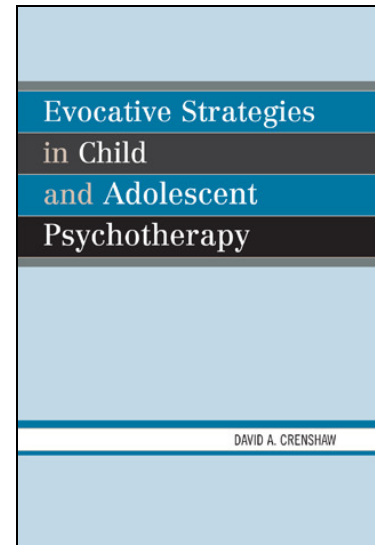 Evocative Strategies
in Child
and Adolescent
Psychotherapy
DAVID A. CRENSHAW